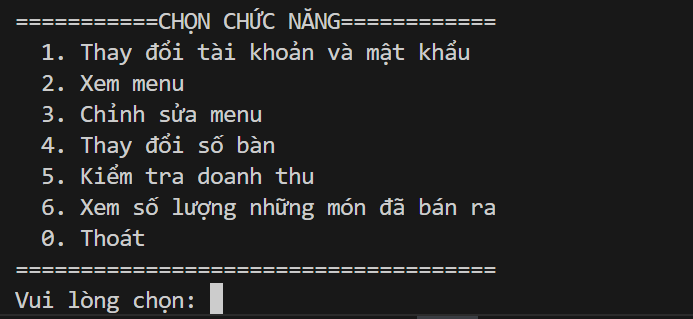 ===========CHỌN CHỨC NĂNG============
1. Thay đổi tài khoản và mật khẩu
2. Xem menu
3. Chỉnh sửa menu
4. Thay đổi số bàn
5. Kiểm tra doanh thu
6. Xem số lượng những món đã bán ra
0. Thoát
=====================================
Vui lòng chọn: